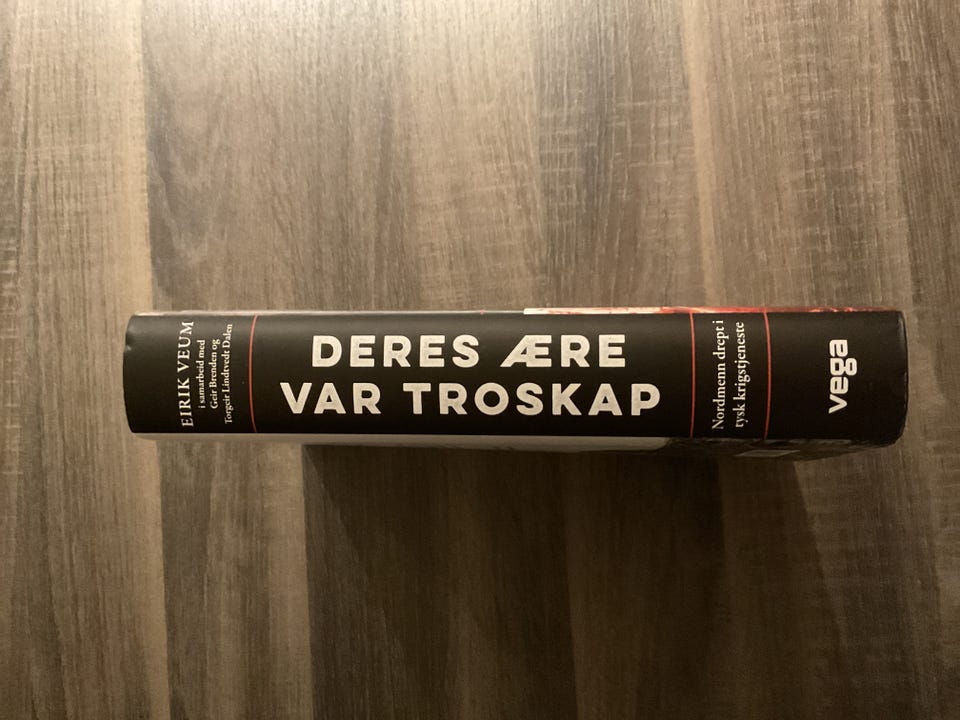 EIRIK VEUM
i samarbeid med
Geir Brenden og
Torgeir Lindtvedt Dalen
DERES ÆRE
VAR TROSKAP
Nordmenn drept i
tysk krigstjeneste
vega